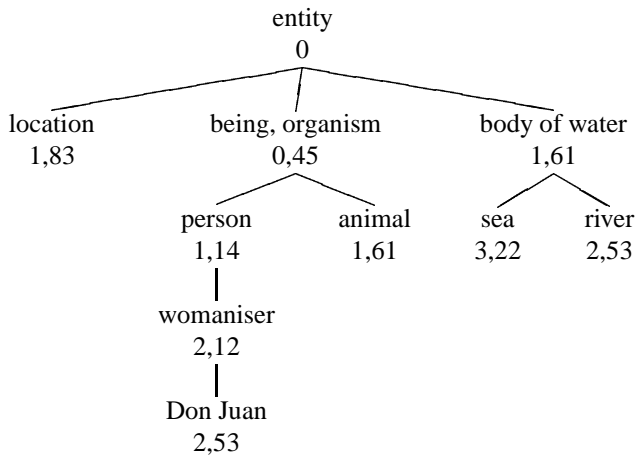 entity
0
location being, organism body of water
1,83 0,45 1,61
person animal sea river
1,14 1,61 3,22 2,53
womaniser
2,12
Don Juan
2,53